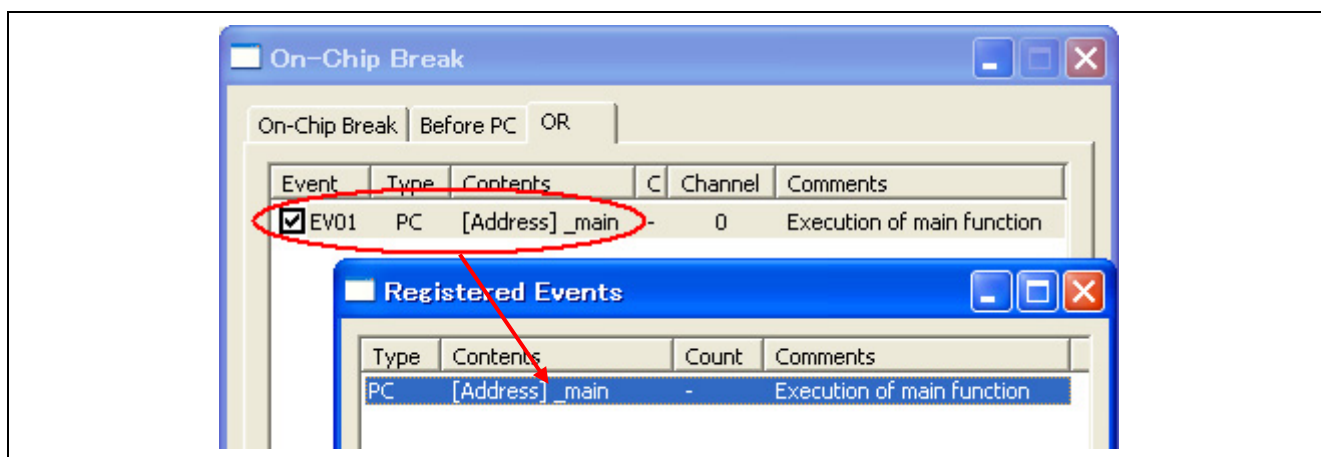 On-Chip Break
On-Chip Break Before PC OR
Event Type Contents C Channel Comments
EV01 PC [Address] _main - 0 Execution of main function
Registered Events
Type Contents Count Comments
PC [Address] _main - Execution of main function